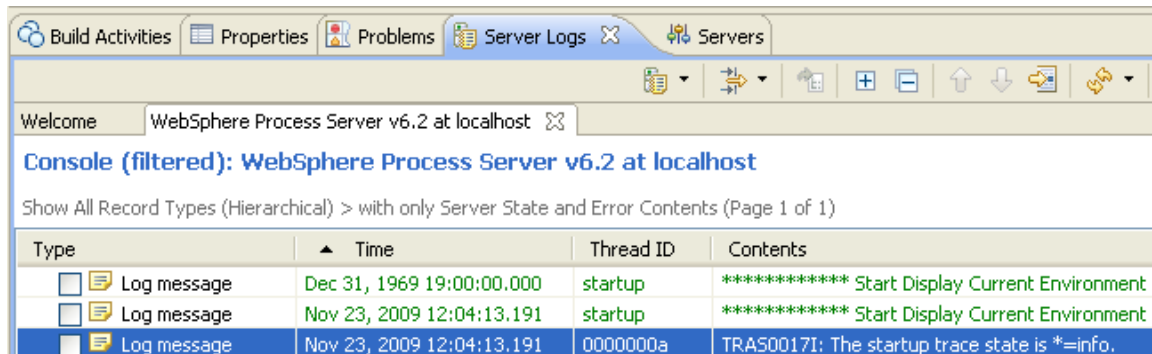 Build Activities Properties Problems Server Logs Servers
Welcome WebSphere Process Server v6.2 at localhost
Console (filtered): WebSphere Process Server v6.2 at localhost
Show All Record Types (Hierarchical) > with only Server State and Error Contents (Page 1 of 1)
Type Time Thread ID Contents
Log message Dec 31, 1969 19:00:00.000 startup ************ Start Display Current Environment
Log message Nov 23, 2009 12:04:13.191 startup ************ Start Display Current Environment
Log message Nov 23, 2009 12:04:13.191 0000000a TRAS0017I: The startup trace state is *=info.